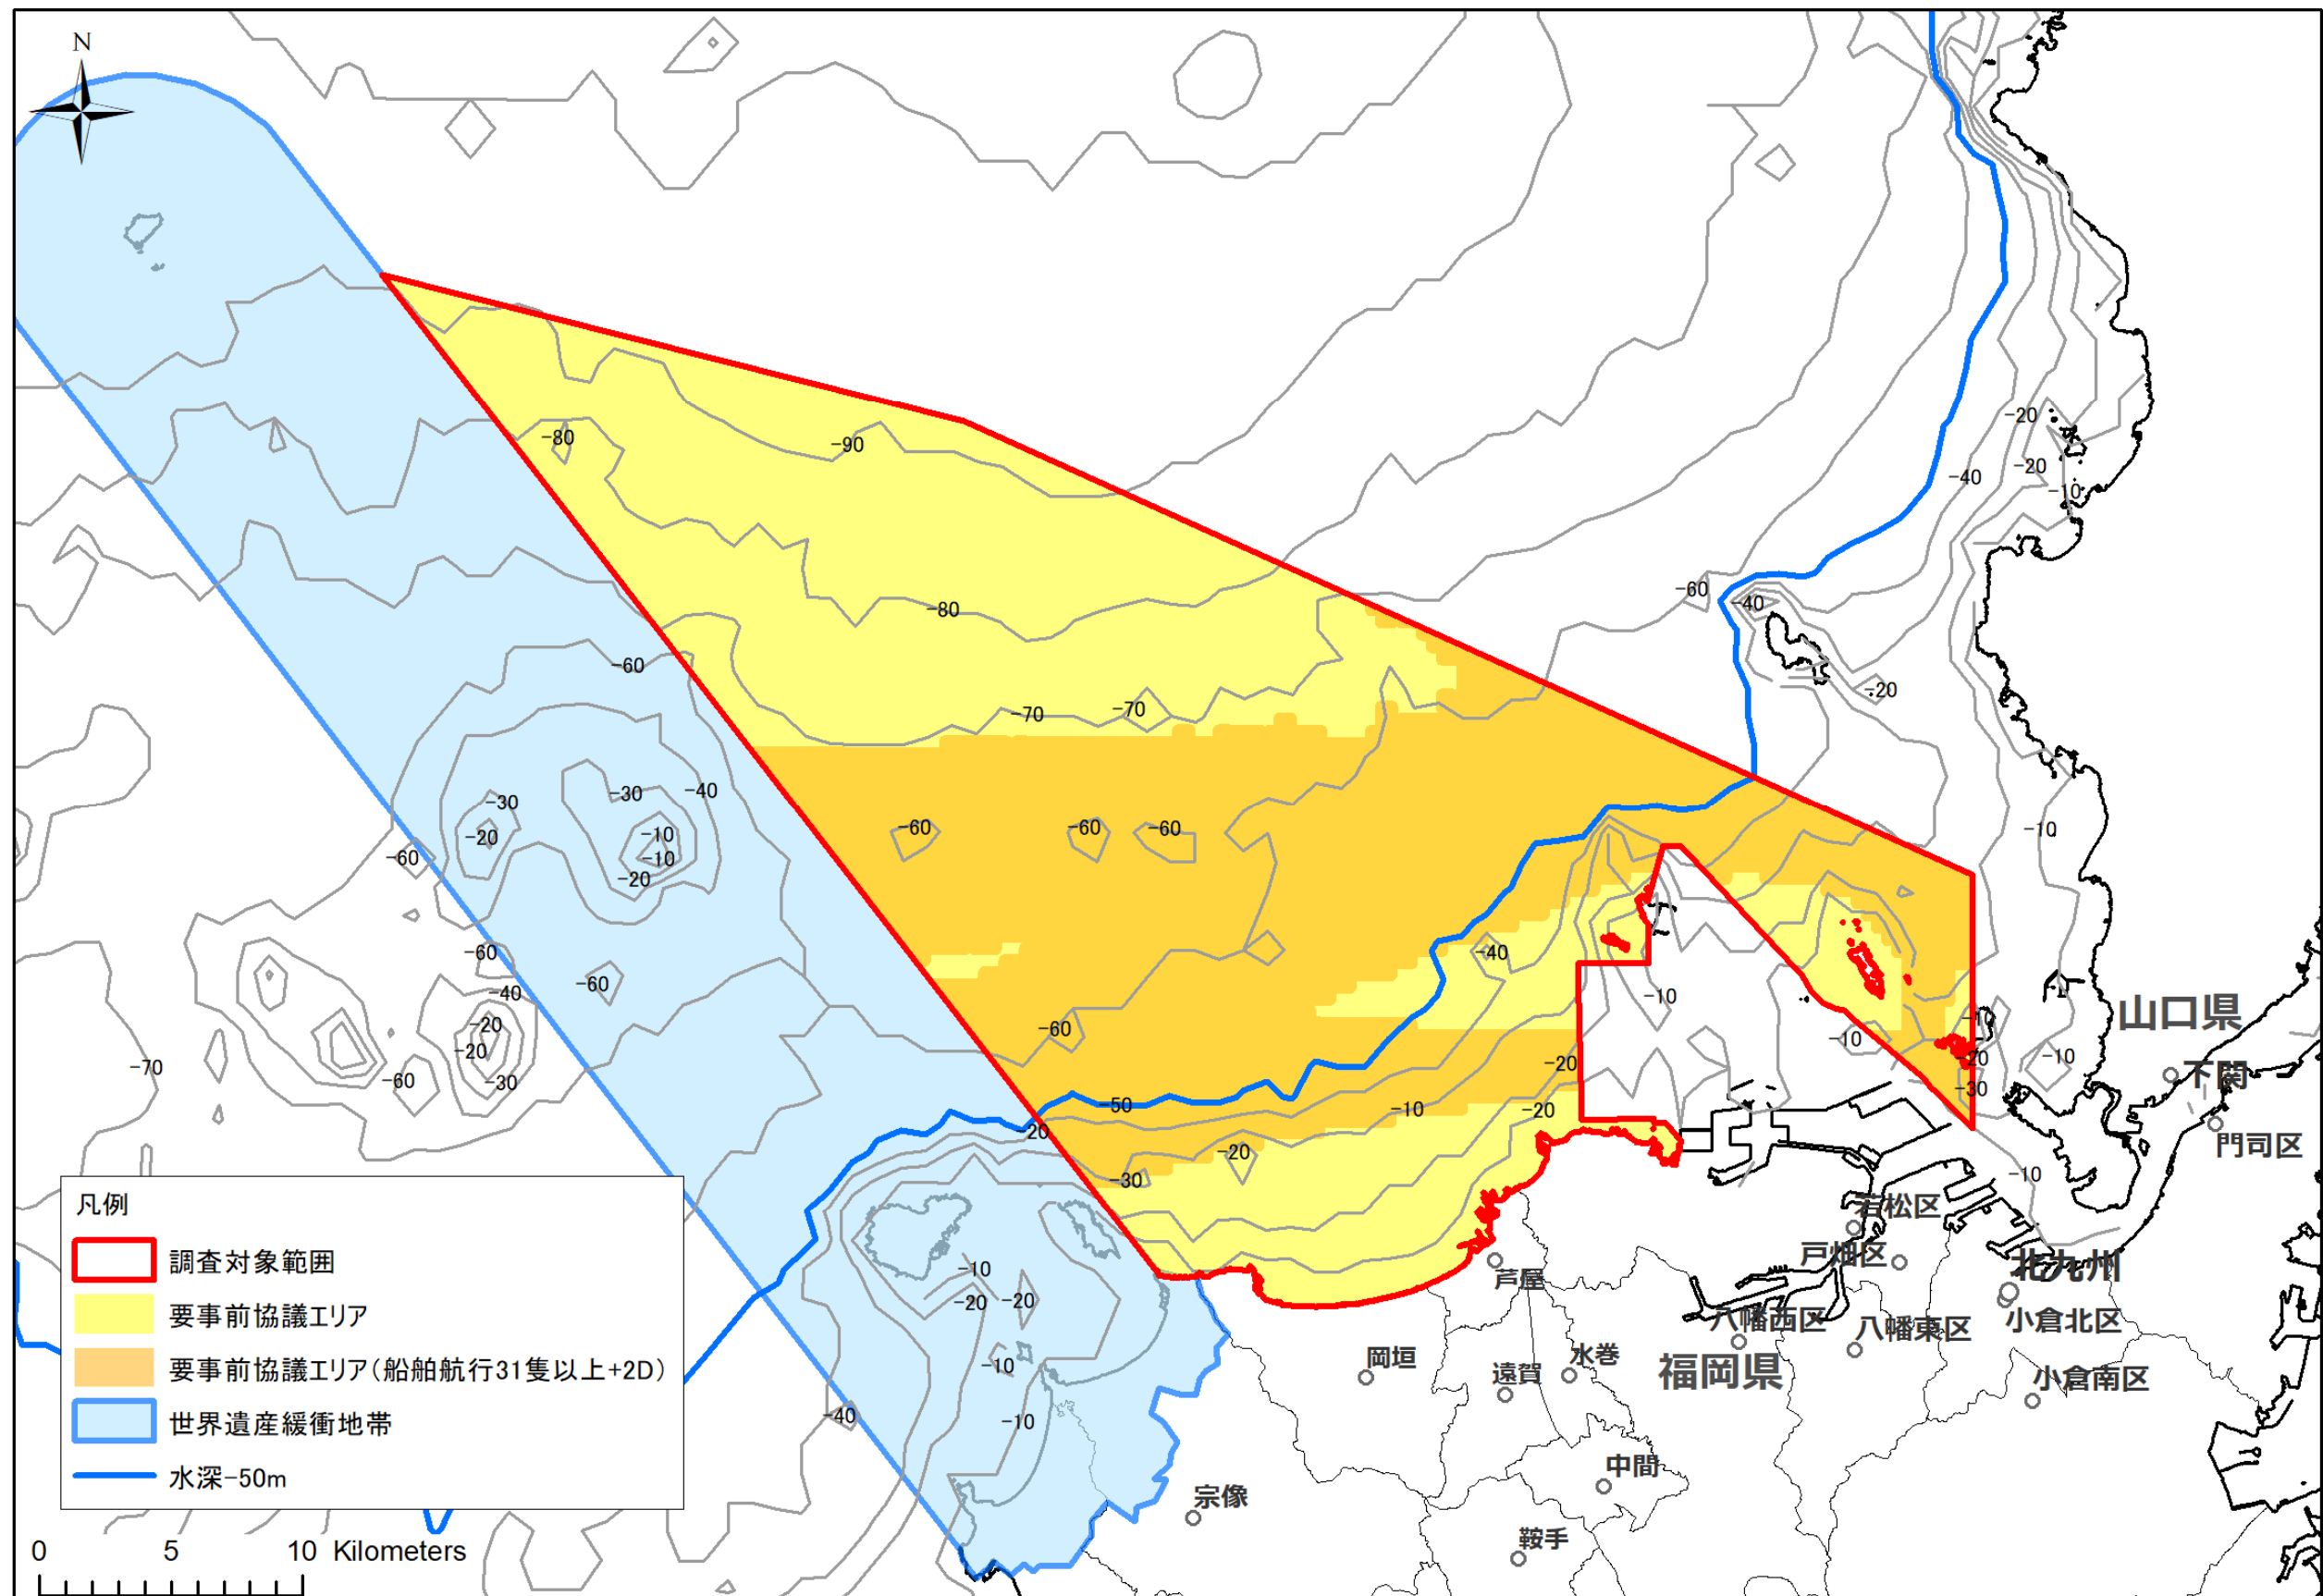 N
-80
-90
-20
-20
-40
-10
-60
-40
-80
-60
-20
-70
-70
-30
-30
-40
-20
-10
-60
-10
-20
-60
-60
-60
-10
-60
-40
-60
-40
-10
-20
-60
-20
-60
-10
-10
山口県
-70
-60
-30
-20
-20
-10
-30
下関
-50
-10
-20
-20
門司区
-20
-30
-10
若松区
戸畑区
北九州
芦屋
-10
-20
-20
八幡西区
八幡東区
小倉北区
-10
岡垣
遠賀
水巻
福岡県
小倉南区
-40
-10
中間
宗像
鞍手
凡例
調査対象範囲
要事前協議エリア
要事前協議エリア(船舶航行31隻以上+2D)
世界遺産緩衝地帯
水深-50m
0 5 10 Kilometers